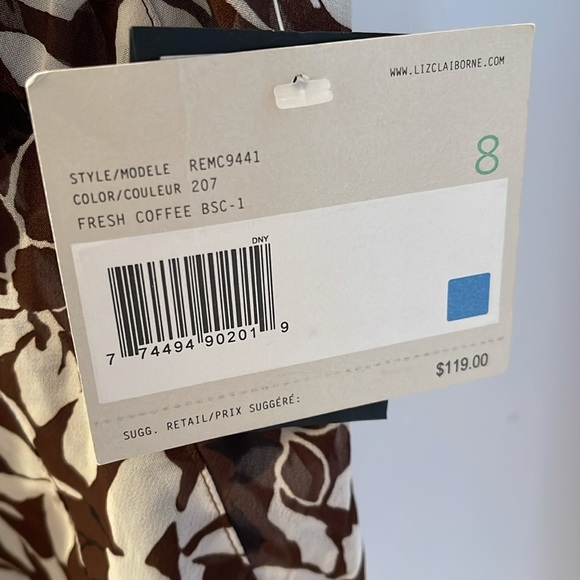 WWW.LIZCLAIBORNE.COM
STYLE/MODELE REMC9441
COLOR/COULEUR 207
FRESH COFFEE BSC-1
8
DNY
7 74494 90201 9
$119.00
SUGG. RETAIL/PRIX SUGGÉRÉ: